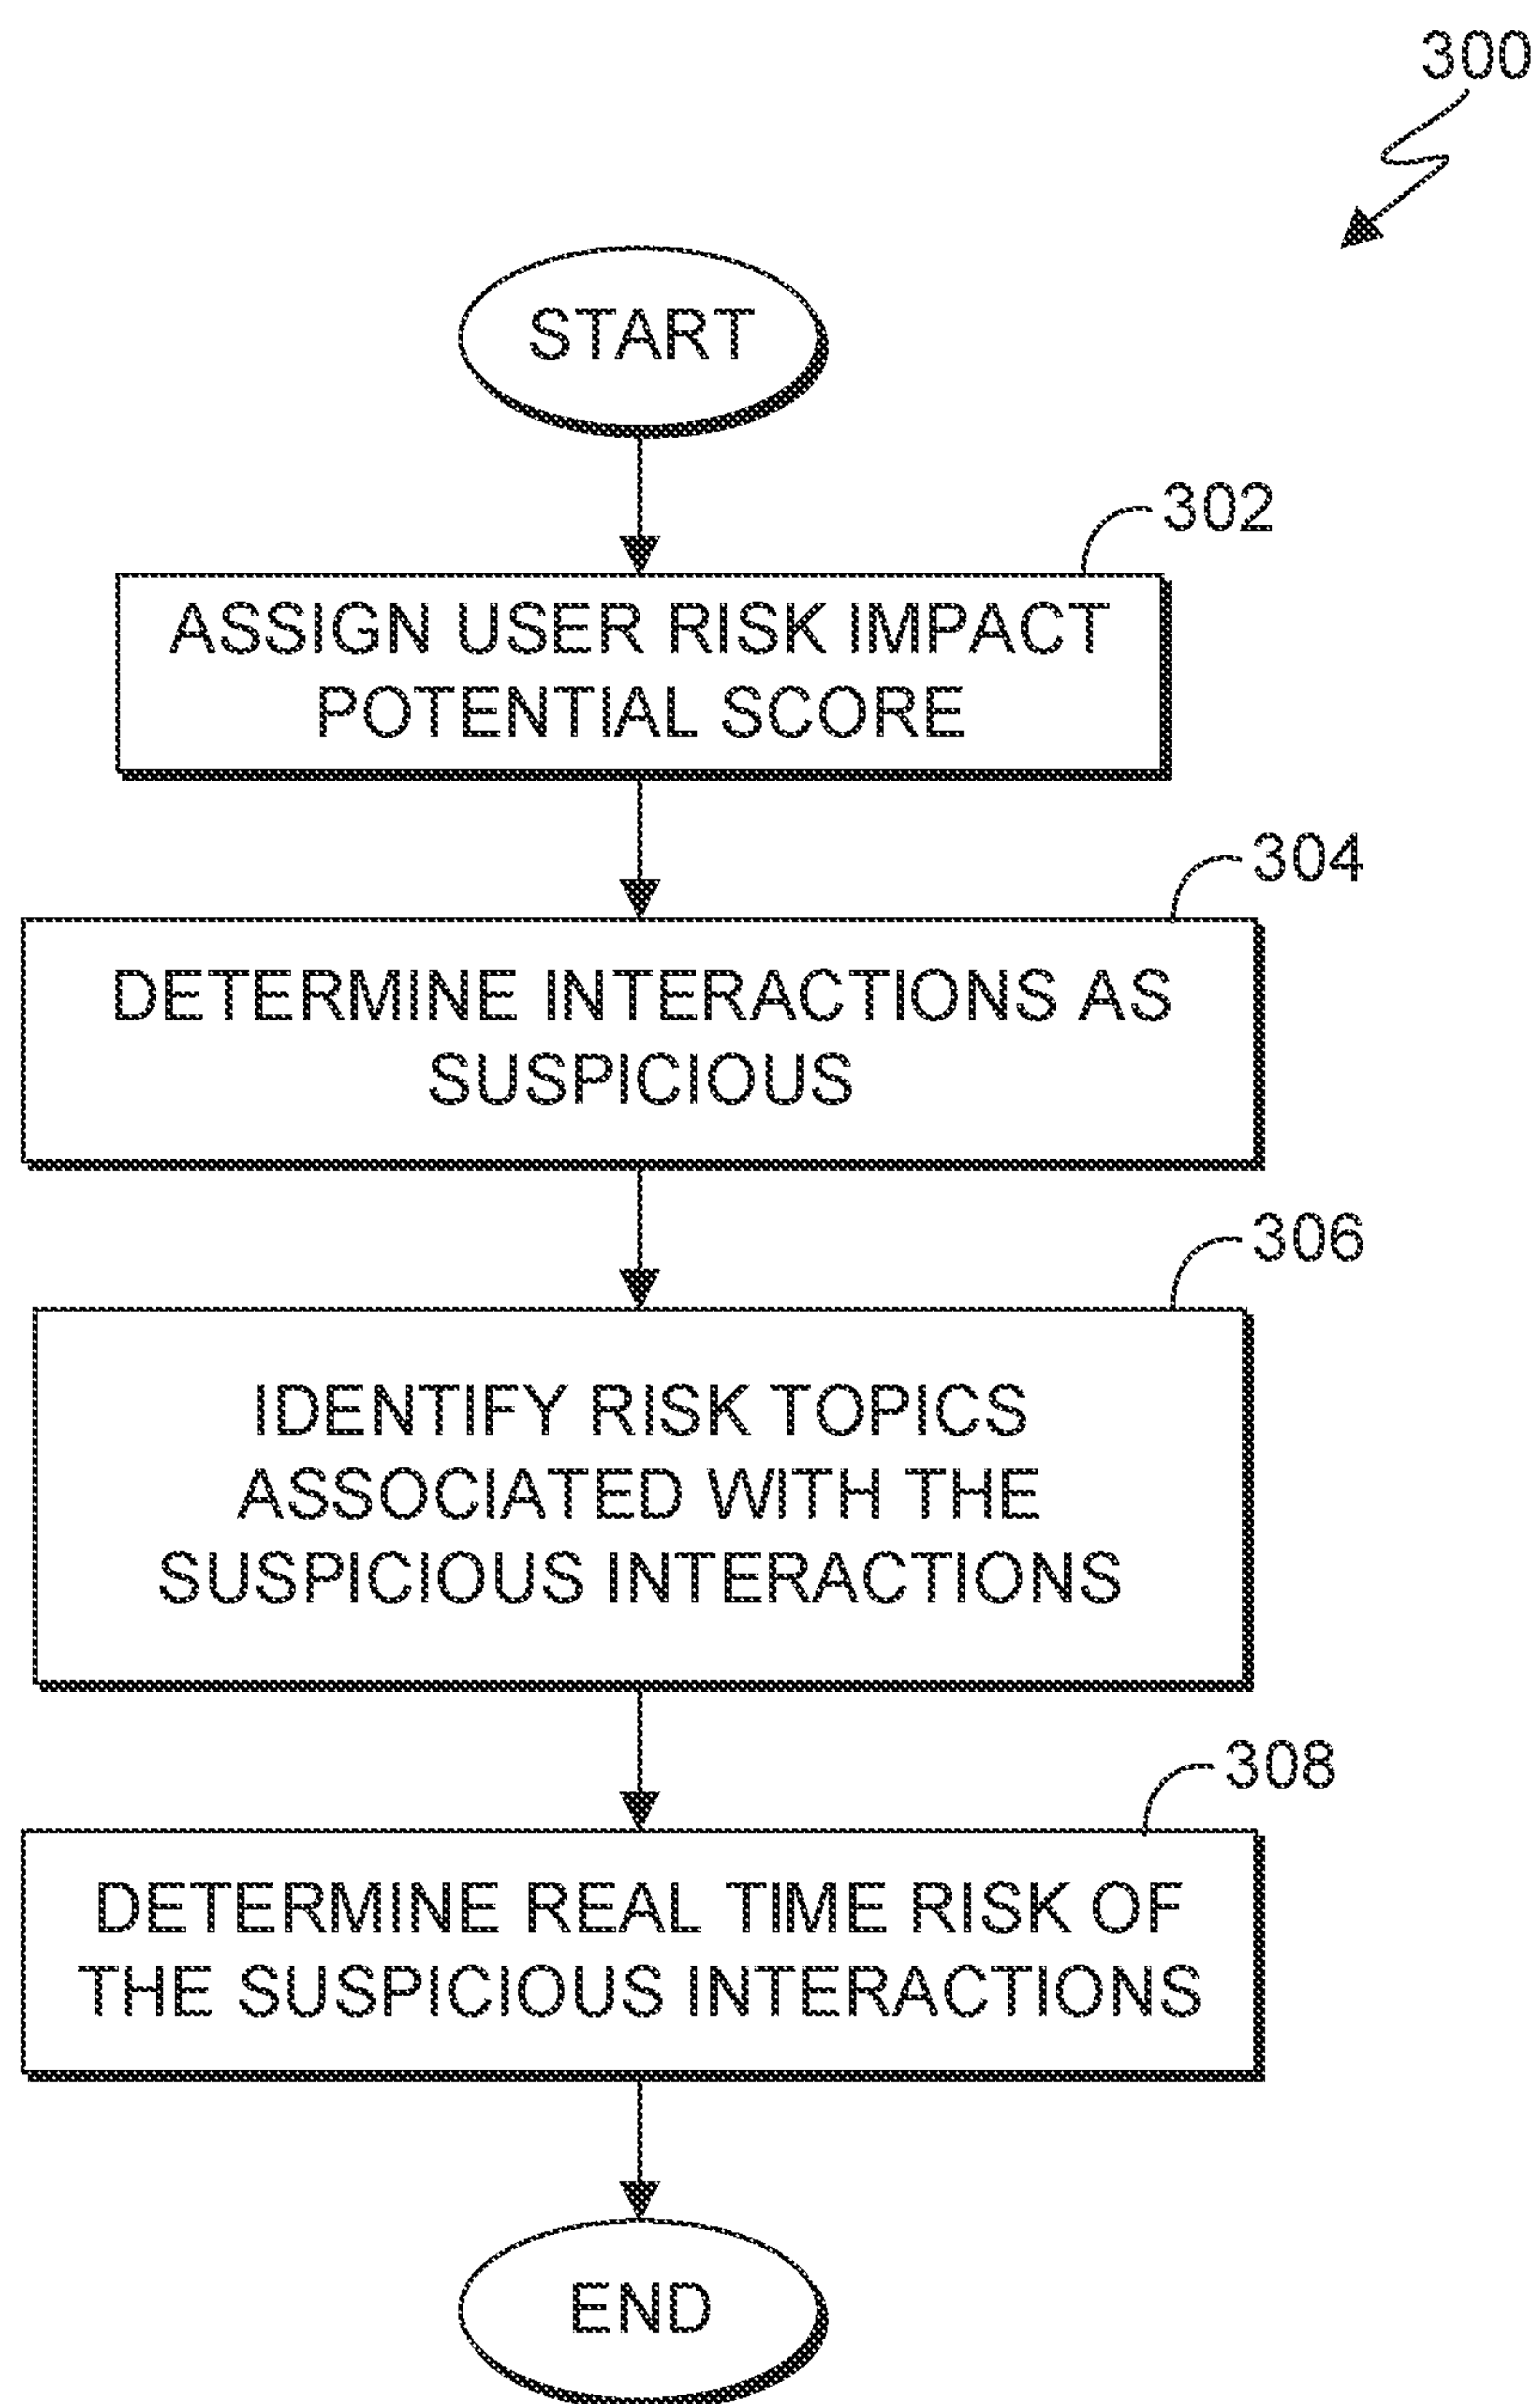 300
START
302
ASSIGN USER RISK IMPACT
POTENTIAL SCORE
304
DETERMINE INTERACTIONS AS
SUSPICIOUS
306
IDENTIFY RISK TOPICS
ASSOCIATED WITH THE
SUSPICIOUS INTERACTIONS
308
DETERMINE REAL TIME RISK OF
THE SUSPICIOUS INTERACTIONS
END